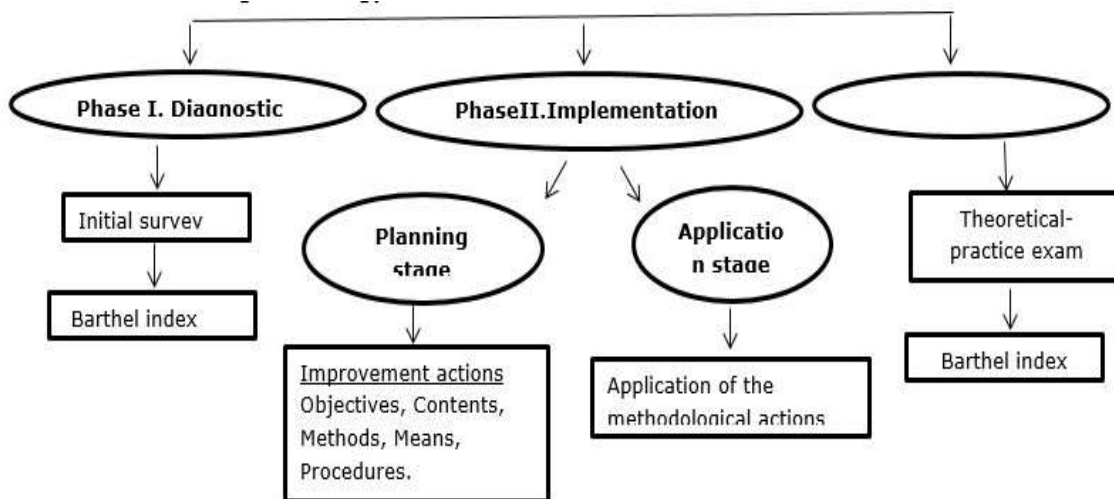 Phase I. Diagnostic
PhaseII.Implementation
Initial survey
Barthel index
Planning
stage
Applicatio
n stage
Theoretical-
practice exam
Barthel index
Improvement actions
Objectives, Contents,
Methods, Means,
Procedures.
Application of the
methodological actions